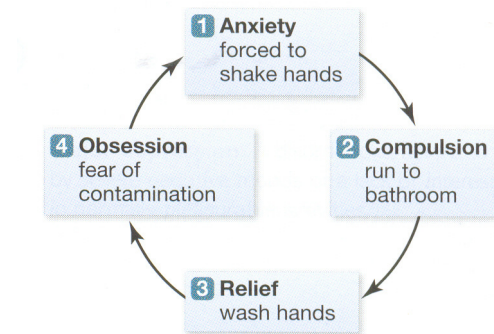 1 Anxiety
forced to
shake hands
2 Compulsion
run to
bathroom
3 Relief
wash hands
4 Obsession
fear of
contamination